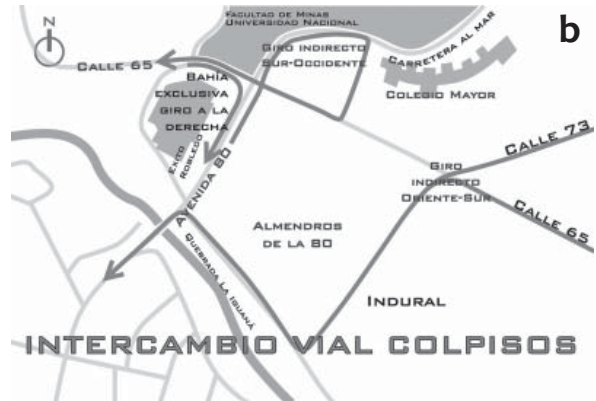 N
FACULTAD DE MINAS
UNIVERSIDAD NACIONAL
b
CALLE 65
GIRO INDIRECTO
SUR-OCCIDENTE
CARRETERA AL MAR
COLEGIO MAYOR
BAHÍA
EXCLUSIVA
GIRO A LA
DERECHA
EXITO
ROBLEDO
AVENIDA 80
CALLE 73
GIRO
INDIRECTO
ORIENTE-SUR
CALLE 65
ALMENDROS
DE LA 80
QUEBRADA LA IGUANÁ
INDURAL
INTERCAMBIO VIAL COLPISOS